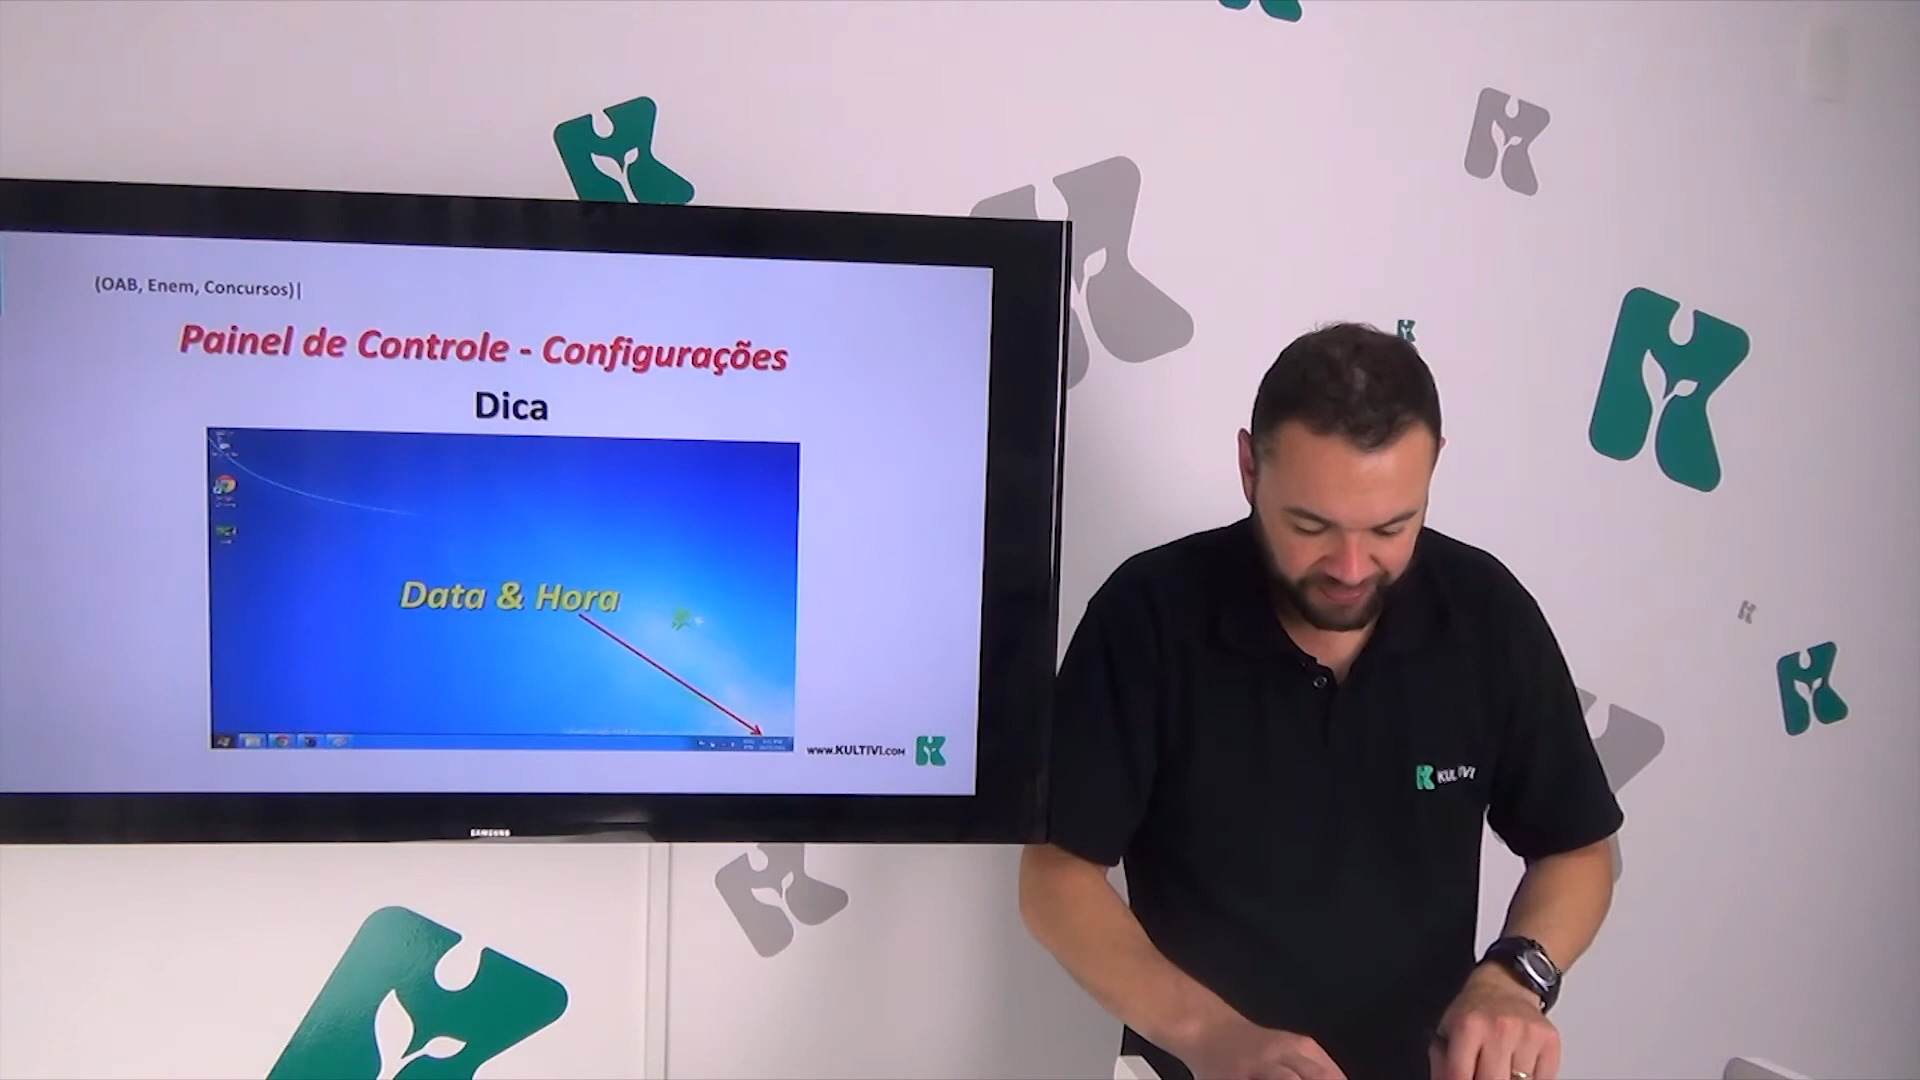 (OAB, Enem, Concursos)|
Painel de Controle - Configurações
Dica
Data & Hora
www.KULTIVI.COM
SAMSUNG
KULTIVI